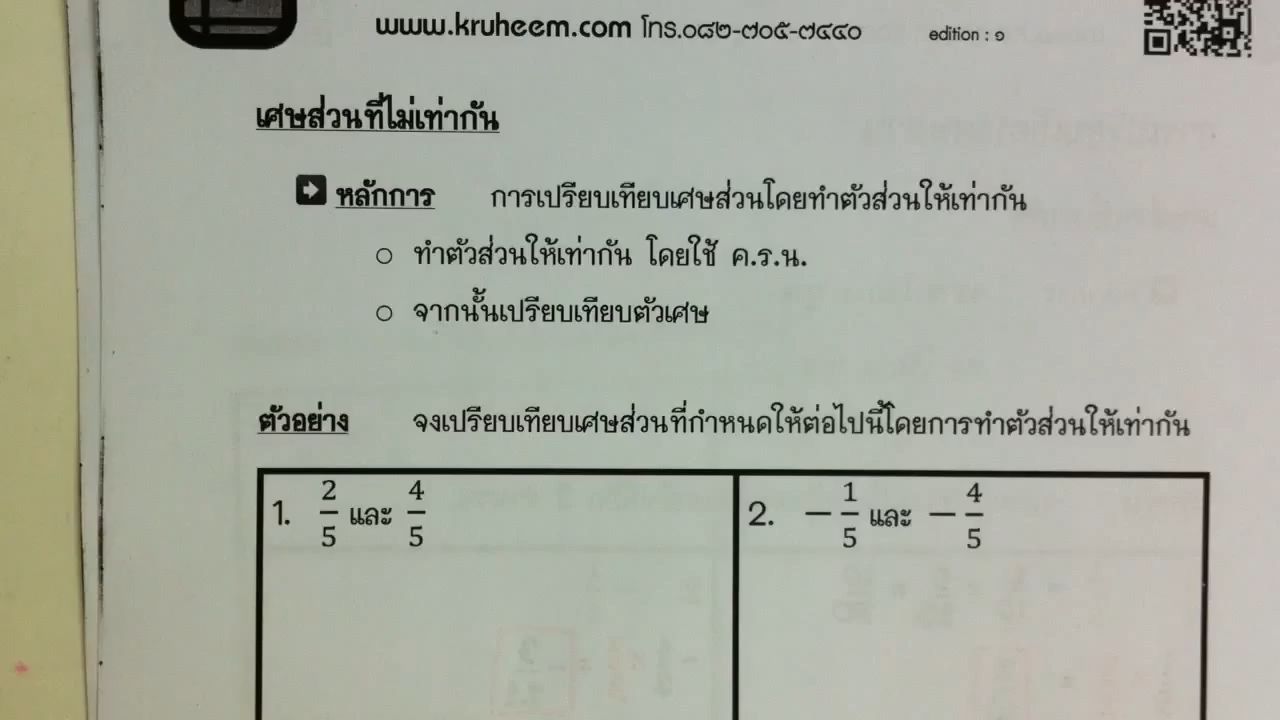 www.kruheem.com โทร.๐๘๒-๗๐๕-๗๔๔๐ edition : ๑
เศษส่วนที่ไม่เท่ากัน
หลักการ การเปรียบเทียบเศษส่วนโดยทำตัวส่วนให้เท่ากัน
○ ทำตัวส่วนให้เท่ากัน โดยใช้ ค.ร.น.
○ จากนั้นเปรียบเทียบตัวเศษ
ตัวอย่าง จงเปรียบเทียบเศษส่วนที่กำหนดให้ต่อไปนี้โดยการทำตัวส่วนให้เท่ากัน
1. 2/5 และ 4/5
2. −1/5 และ −4/5